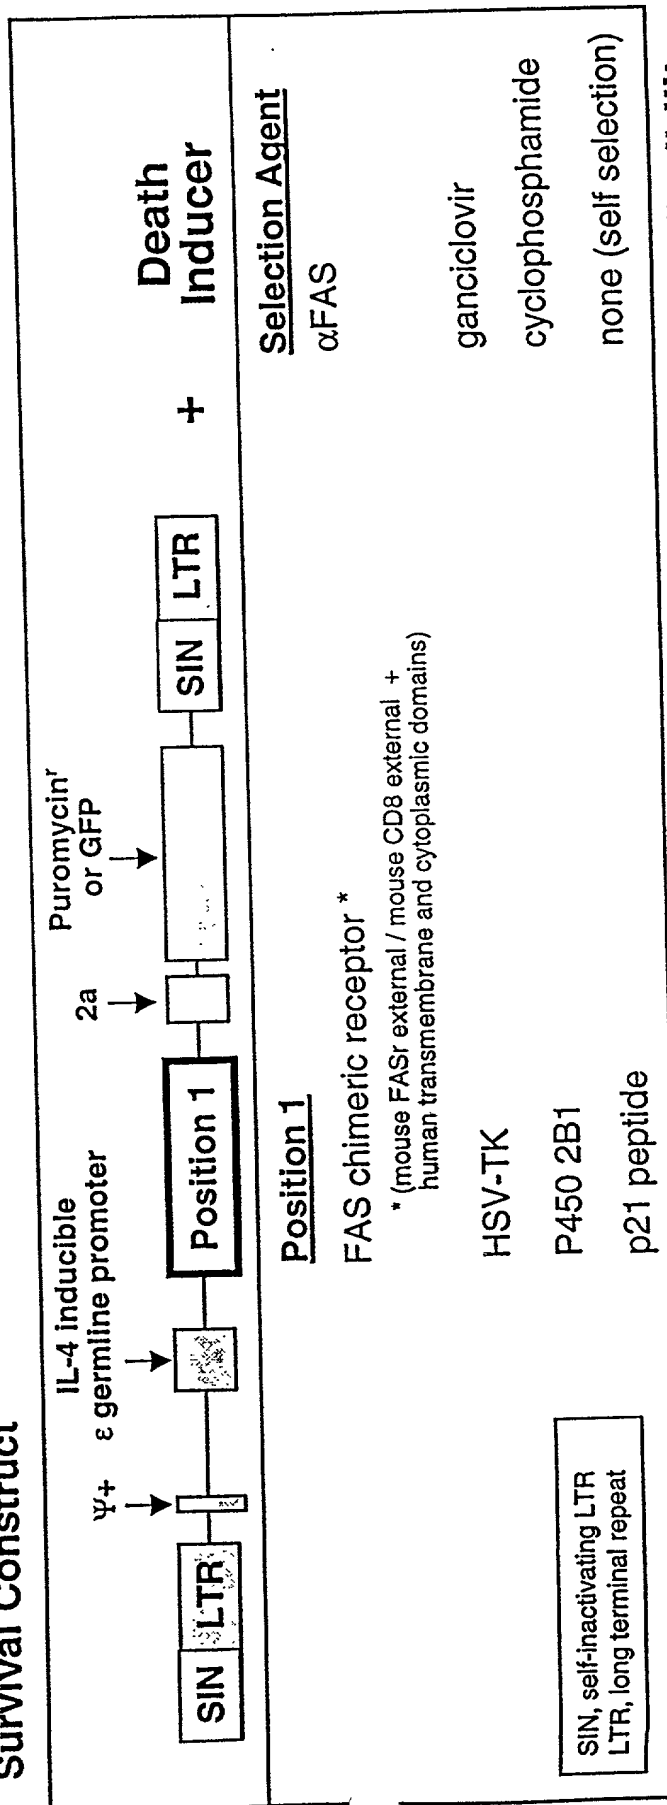 Survival Construct
IL-4 inducible
Ψ+ ε germline promoter
2a
Puromycinʳ
or GFP
SIN LTR
Position 1
SIN LTR
+
Death
Inducer
Position 1
Selection Agent
FAS chimeric receptor *
αFAS
* (mouse FASr external / mouse CD8 external +
human transmembrane and cytoplasmic domains)
HSV-TK
ganciclovir
P450 2B1
cyclophosphamide
p21 peptide
none (self selection)
SIN, self-inactivating LTR
LTR, long terminal repeat